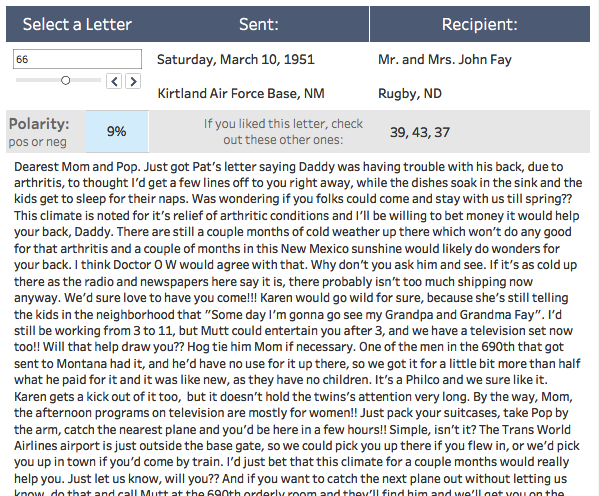 Select a Letter Sent: Recipient:
66 Saturday, March 10, 1951 Mr. and Mrs. John Fay
Kirtland Air Force Base, NM Rugby, ND
Polarity: 9% If you liked this letter, check 39, 43, 37
pos or neg out these other ones:
Dearest Mom and Pop. Just got Pat's letter saying Daddy was having trouble with his back, due to
arthritis, to thought I'd get a few lines off to you right away, while the dishes soak in the sink and the
kids get to sleep for their naps. Was wondering if you folks could come and stay with us till spring??
This climate is noted for it's relief of arthritic conditions and I'll be willing to bet money it would help
your back, Daddy. There are still a couple months of cold weather up there which won't do any good
for that arthritis and a couple of months in this New Mexico sunshine would likely do wonders for
your back. I think Doctor O W would agree with that. Why don't you ask him and see. If it's as cold up
there as the radio and newspapers here say it is, there probably isn't too much shipping now
anyway. We'd sure love to have you come!!! Karen would go wild for sure, because she's still telling
the kids in the neighborhood that "Some day I'm gonna go see my Grandpa and Grandma Fay". I'd
still be working from 3 to 11, but Mutt could entertain you after 3, and we have a television set now
too!! Will that help draw you?? Hog tie him Mom if necessary. One of the men in the 690th that got
sent to Montana had it, and he'd have no use for it up there, so we got it for a little bit more than half
what he paid for it and it was like new, as they have no children. It's a Philco and we sure like it.
Karen gets a kick out of it too, but it doesn't hold the twins's attention very long. By the way, Mom,
the afternoon programs on television are mostly for women!! Just pack your suitcases, take Pop by
the arm, catch the nearest plane and you'd be here in a few hours!! Simple, isn't it? The Trans World
Airlines airport is just outside the base gate, so we could pick you up there if you flew in, or we'd pick
you up in town if you'd come by train. I'd just bet that this climate for a couple months would really
help you. Just let us know, will you?? And if you want to catch the next plane out without letting us
know, do that and call Mutt at the 690th orderly room and they'll find him and we'll get you on the